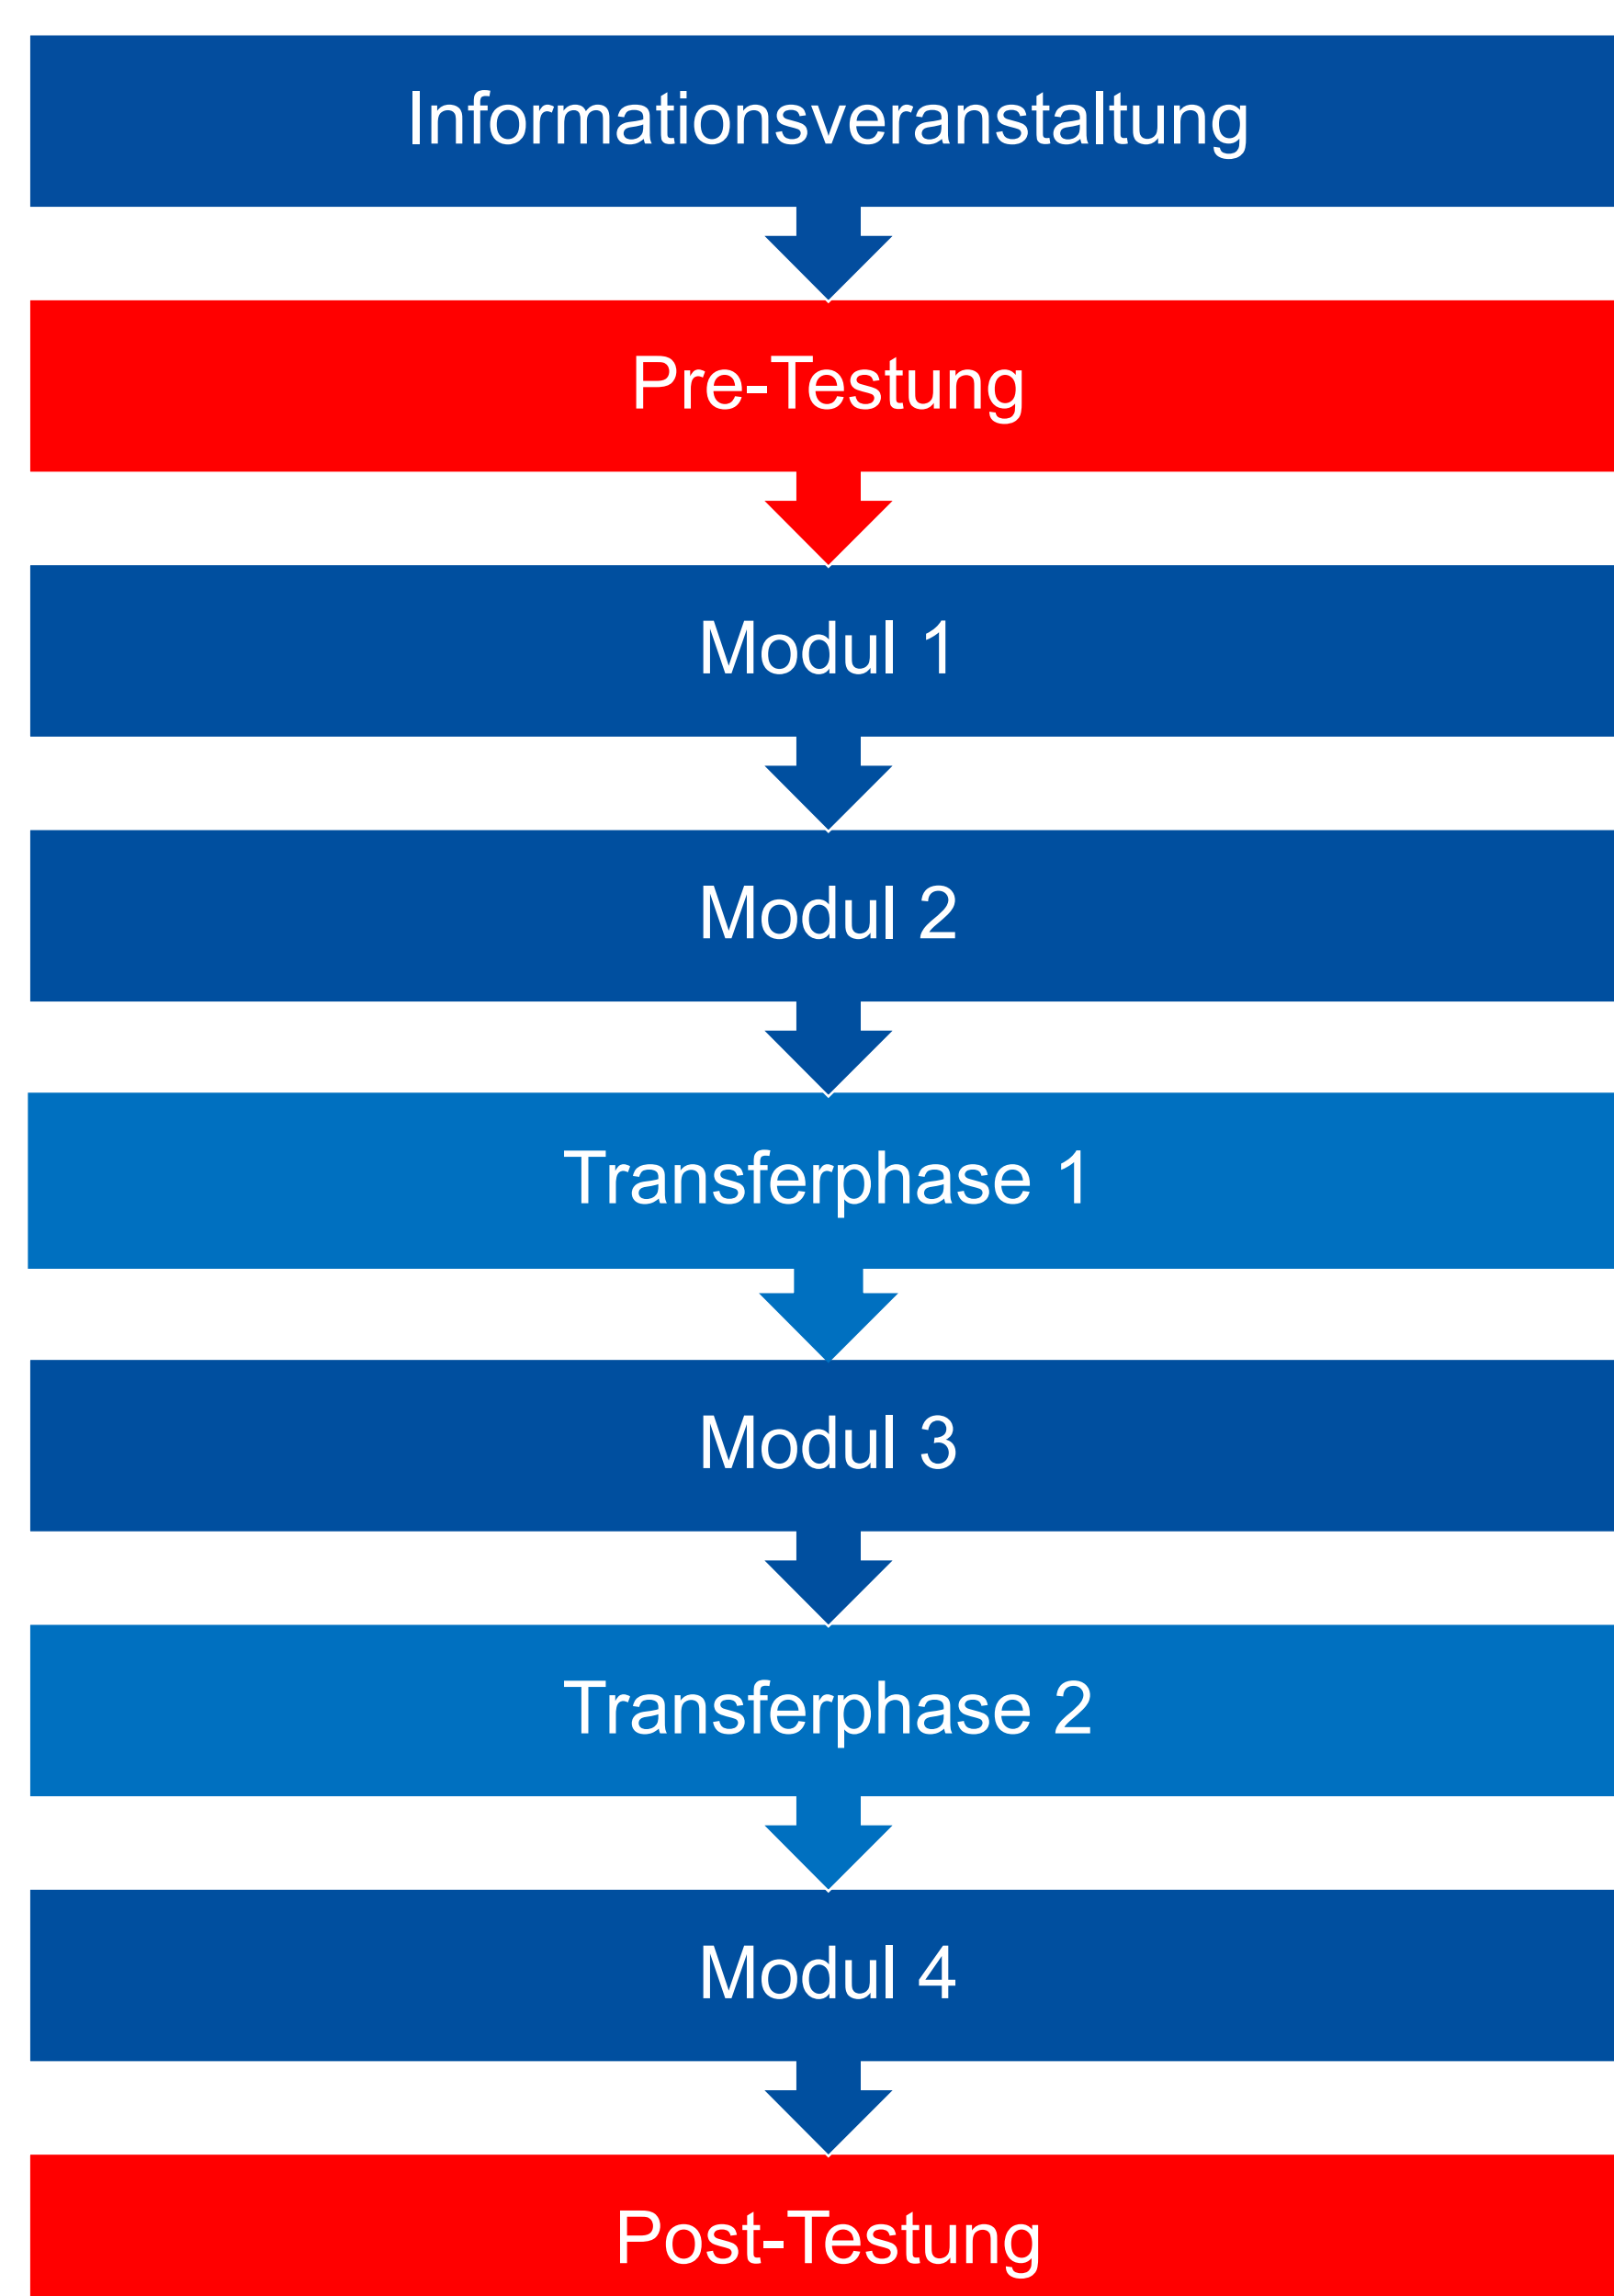 Informationsveranstaltung
Pre-Testung
Modul 1
Modul 2
Transferphase 1
Modul 3
Transferphase 2
Modul 4
Post-Testung